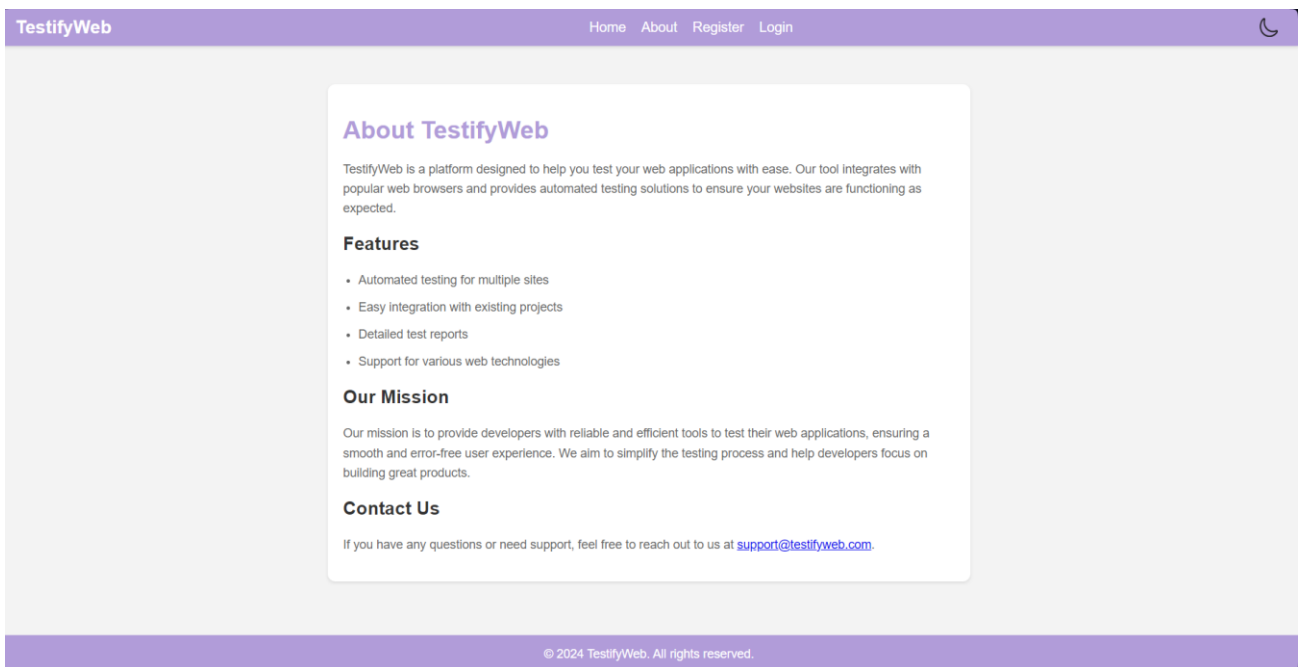 TestifyWeb
Home About Register Login
About TestifyWeb
TestifyWeb is a platform designed to help you test your web applications with ease. Our tool integrates with
popular web browsers and provides automated testing solutions to ensure your websites are functioning as
expected.
Features
• Automated testing for multiple sites
• Easy integration with existing projects
• Detailed test reports
• Support for various web technologies
Our Mission
Our mission is to provide developers with reliable and efficient tools to test their web applications, ensuring a
smooth and error-free user experience. We aim to simplify the testing process and help developers focus on
building great products.
Contact Us
If you have any questions or need support, feel free to reach out to us at support@testifyweb.com.
© 2024 TestifyWeb. All rights reserved.